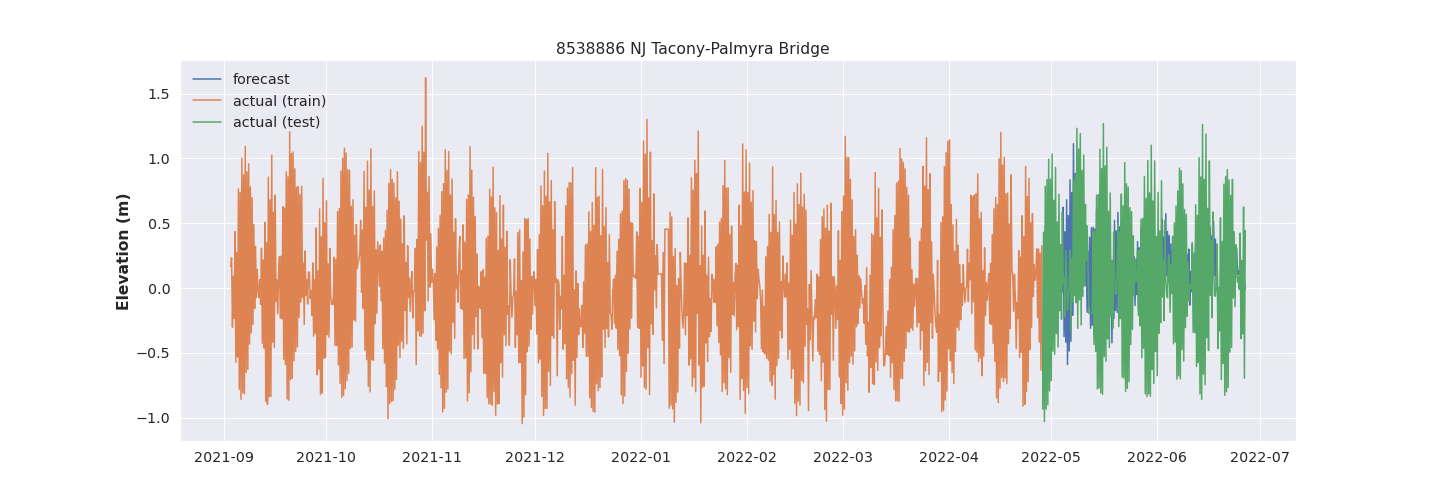 8538886 NJ Tacony-Palmyra Bridge
forecast
actual (train)
actual (test)
Elevation (m)
1.5
1.0
0.5
0.0
−0.5
−1.0
2021-09 2021-10 2021-11 2021-12 2022-01 2022-02 2022-03 2022-04 2022-05 2022-06 2022-07